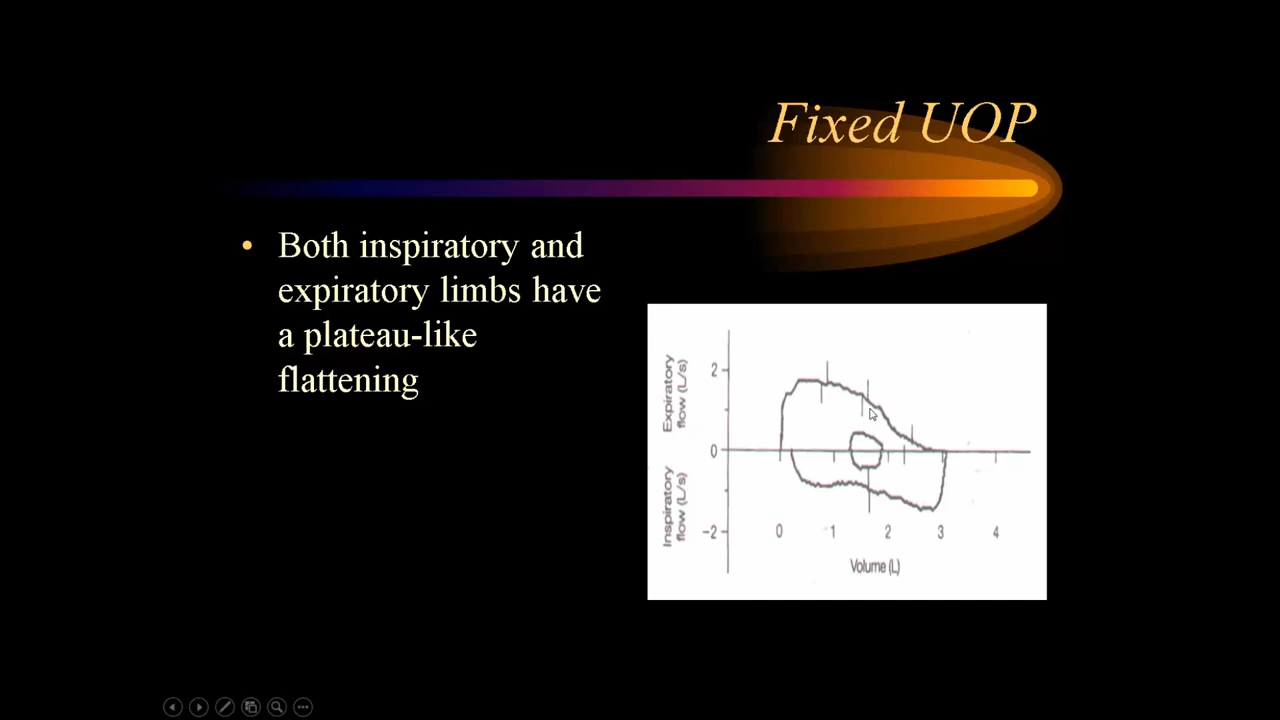 Fixed UOP
• Both inspiratory and
expiratory limbs have
a plateau-like
flattening
Expiratory
flow (L/s)
Inspiratory
flow (L/s)
2
0
-2
0 1 2 3 4
Volume (L)